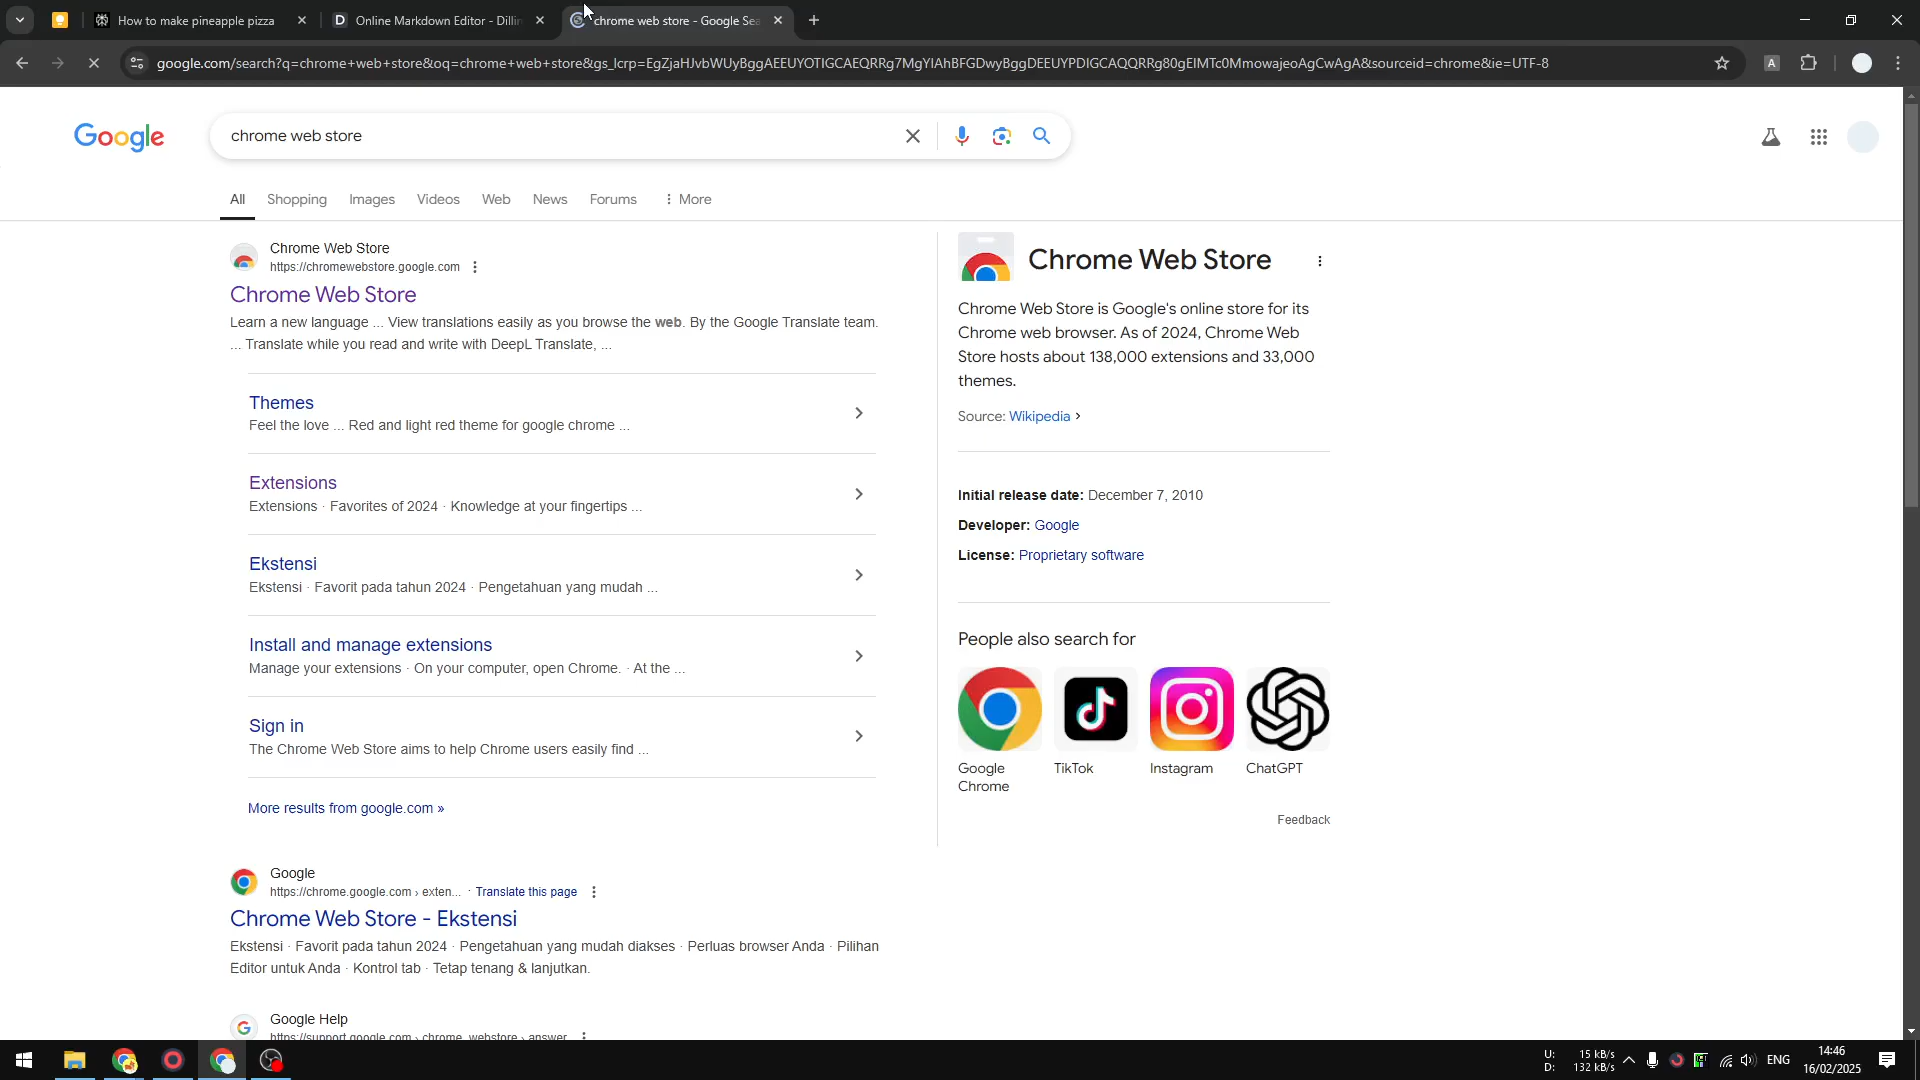 How to make pineapple pizza
D Online Markdown Editor - Dillin
chrome web store - Google Sea
google.com/search?q=chrome+web+store&oq=chrome+web+store&gs_lcrp=EgZjaHJvbWUyBggAEEUYOTIGCAEQRRg7MgYIAhBFGDwyBggDEEUYPDIGCAQQRRg80gEIMTc0MmowajeoAgCwAgA&sourceid=chrome&ie=UTF-8
A
Google
chrome web store
All Shopping Images Videos Web News Forums More
Chrome Web Store
https://chromewebstore.google.com
Chrome Web Store
Learn a new language ... View translations easily as you browse the web. By the Google Translate team.
... Translate while you read and write with DeepL Translate, ...
Themes
Feel the love ... Red and light red theme for google chrome ...
Extensions
Extensions · Favorites of 2024 · Knowledge at your fingertips ...
Ekstensi
Ekstensi · Favorit pada tahun 2024 · Pengetahuan yang mudah ...
Install and manage extensions
Manage your extensions · On your computer, open Chrome. · At the ...
Sign in
The Chrome Web Store aims to help Chrome users easily find ...
More results from google.com »
Google
https://chrome.google.com › exten... · Translate this page
Chrome Web Store - Ekstensi
Ekstensi · Favorit pada tahun 2024 · Pengetahuan yang mudah diakses · Perluas browser Anda · Pilihan
Editor untuk Anda · Kontrol tab · Tetap tenang & lanjutkan.
Google Help
https://support.google.com › chrome_webstore › answer
Chrome Web Store
Chrome Web Store is Google's online store for its
Chrome web browser. As of 2024, Chrome Web
Store hosts about 138,000 extensions and 33,000
themes.
Source: Wikipedia ›
Initial release date: December 7, 2010
Developer: Google
License: Proprietary software
People also search for
Google
Chrome
TikTok
Instagram
ChatGPT
Feedback
U: 15 kB/s
D: 132 kB/s
ENG
14:46
16/02/2025